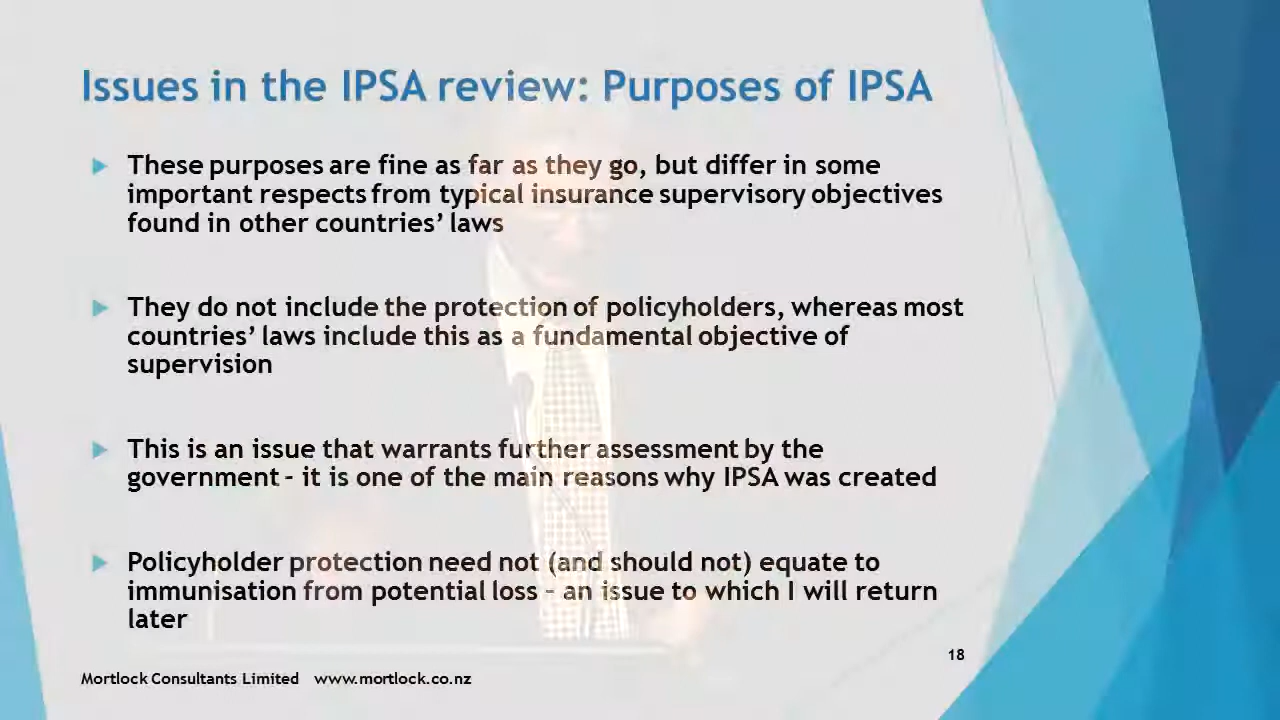 Issues in the IPSA review: Purposes of IPSA
These purposes are fine as far as they go, but differ in some
important respects from typical insurance supervisory objectives
found in other countries’ laws
They do not include the protection of policyholders, whereas most
countries’ laws include this as a fundamental objective of
supervision
This is an issue that warrants further assessment by the
government – it is one of the main reasons why IPSA was created
Policyholder protection need not (and should not) equate to
immunisation from potential loss – an issue to which I will return
later
18
Mortlock Consultants Limited www.mortlock.co.nz